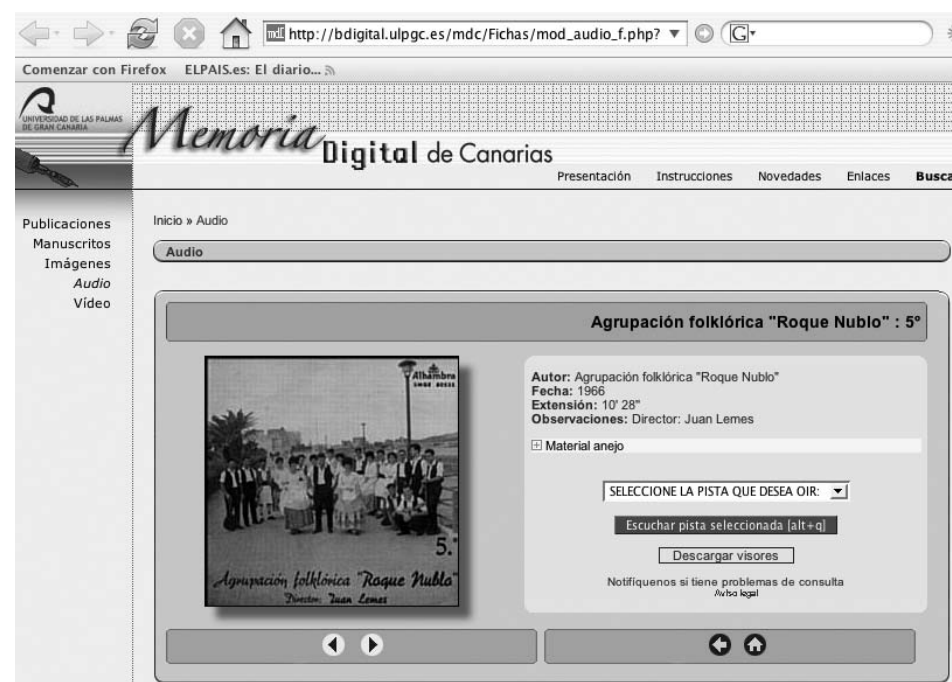 mdC http://bdigital.ulpgc.es/mdc/Fichas/mod_audio_f.php?
G
Comenzar con Firefox ELPAIS.es: El diario...
UNIVERSIDAD DE LAS PALMAS
DE GRAN CANARIA
Memoria
Digital de Canarias
Presentación Instrucciones Novedades Enlaces Busca
Publicaciones
Manuscritos
Imágenes
Audio
Vídeo
Inicio » Audio
Audio
Agrupación folklórica "Roque Nublo" : 5º
Alhambra
5.º
Agrupación folklórica "Roque Nublo"
Director: Juan Lemes
Autor: Agrupación folklórica "Roque Nublo"
Fecha: 1966
Extensión: 10' 28"
Observaciones: Director: Juan Lemes
Material anejo
SELECCIONE LA PISTA QUE DESEA OIR:
Escuchar pista seleccionada [alt+q]
Descargar visores
Notifíquenos si tiene problemas de consulta
Aviso legal